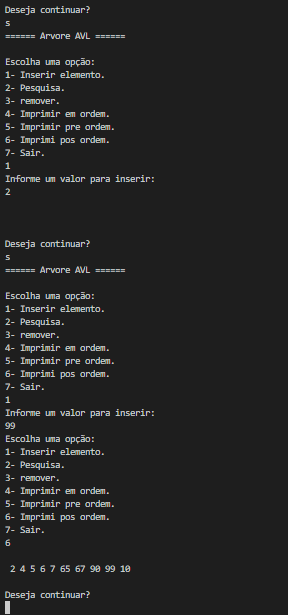 Deseja continuar?
s
====== Arvore AVL ======
Escolha uma opção:
1- Inserir elemento.
2- Pesquisa.
3- remover.
4- Imprimir em ordem.
5- Imprimir pre ordem.
6- Imprimi pos ordem.
7- Sair.
1
Informe um valor para inserir:
2
Deseja continuar?
s
====== Arvore AVL ======
Escolha uma opção:
1- Inserir elemento.
2- Pesquisa.
3- remover.
4- Imprimir em ordem.
5- Imprimir pre ordem.
6- Imprimi pos ordem.
7- Sair.
1
Informe um valor para inserir:
99
Escolha uma opção:
1- Inserir elemento.
2- Pesquisa.
3- remover.
4- Imprimir em ordem.
5- Imprimir pre ordem.
6- Imprimi pos ordem.
7- Sair.
6
2 4 5 6 7 65 67 90 99 10
Deseja continuar?